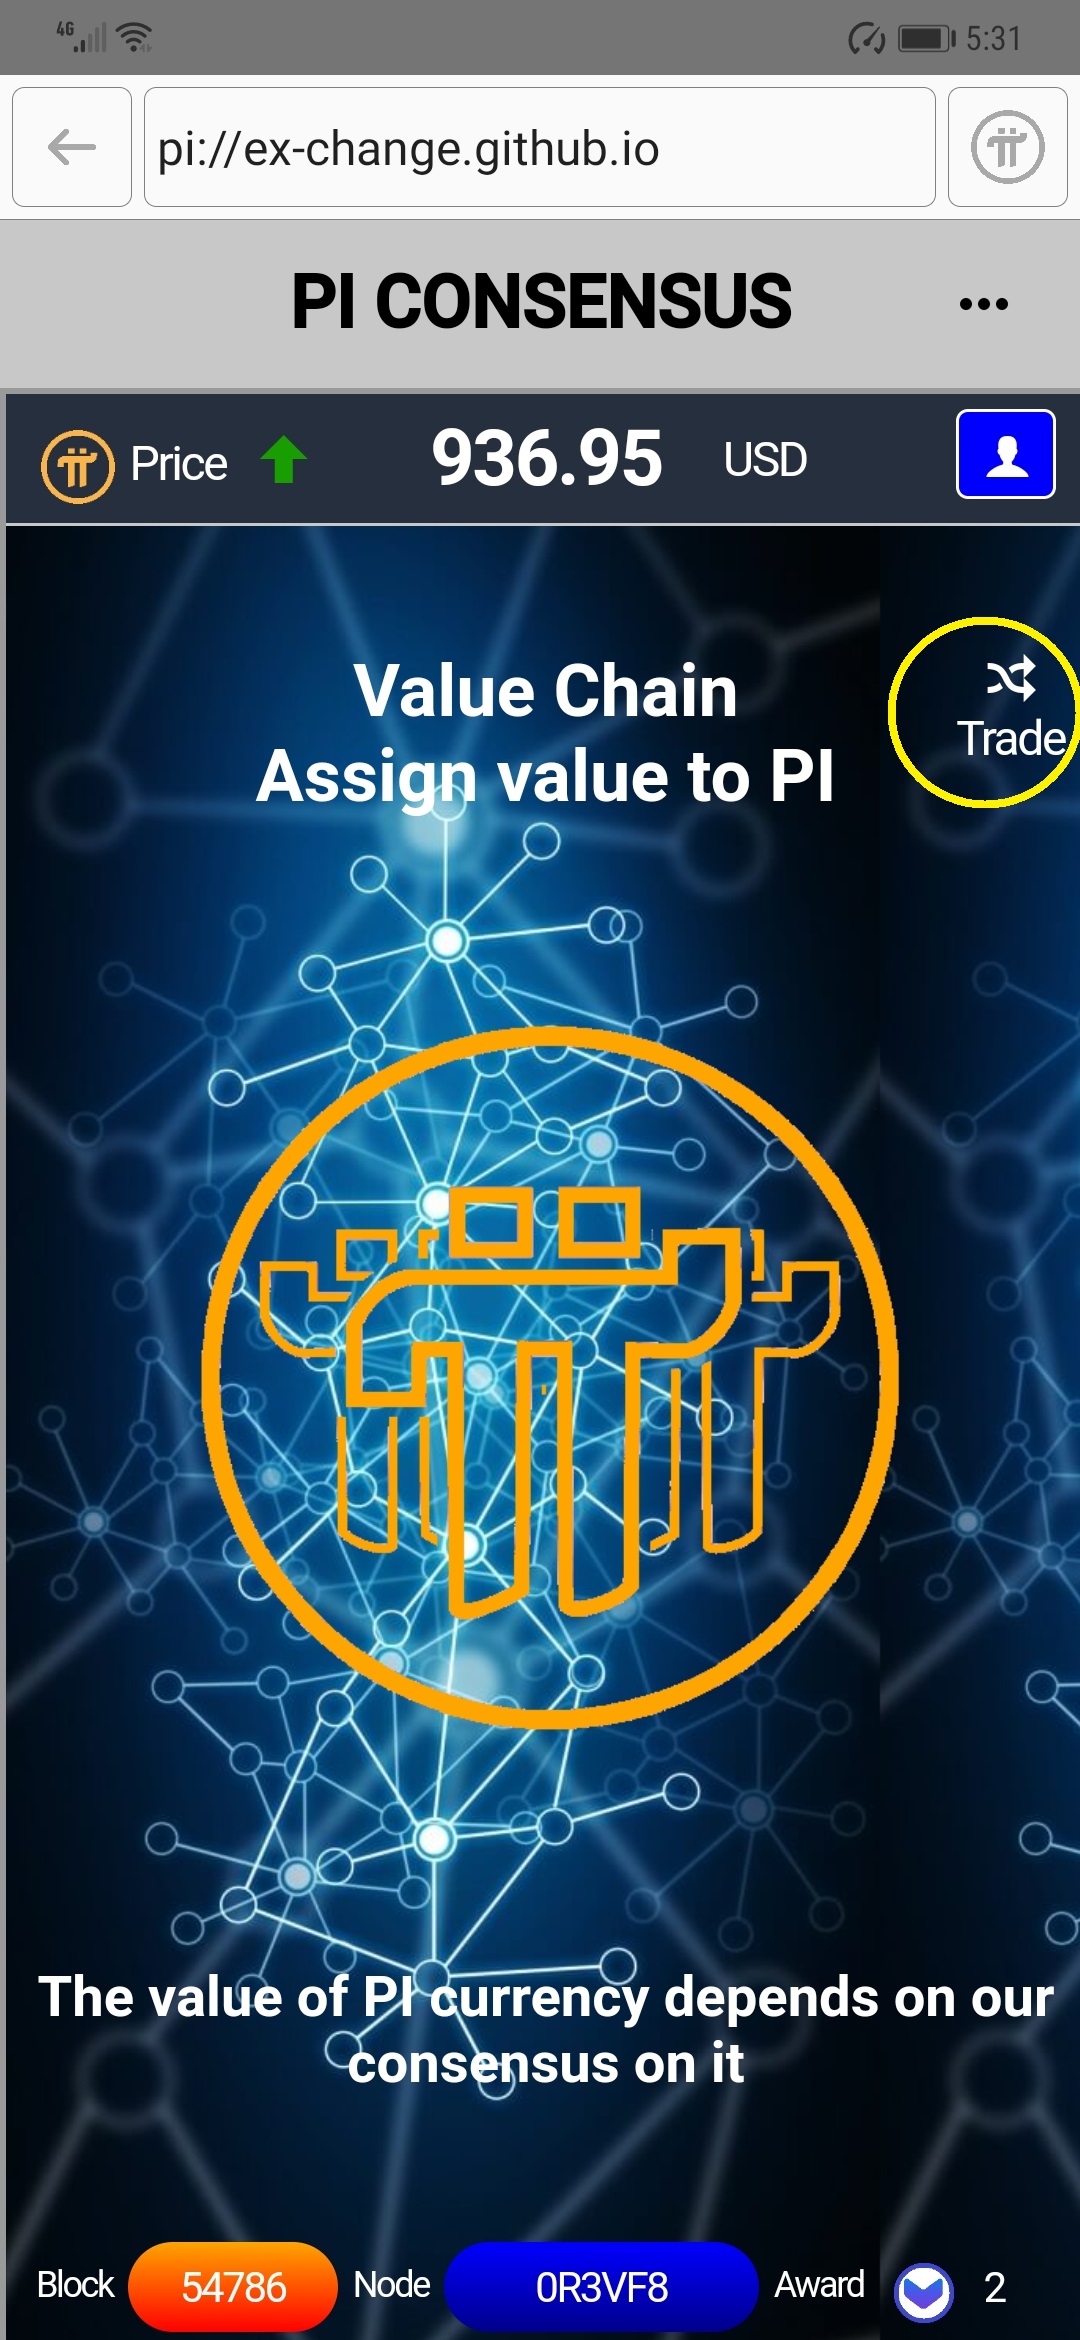 4G 5:31
pi://ex-change.github.io
PI CONSENSUS
Price 936.95 USD
Value Chain
Assign value to PI
Trade
The value of PI currency depends on our
consensus on it
Block 54786 Node 0R3VF8 Award 2